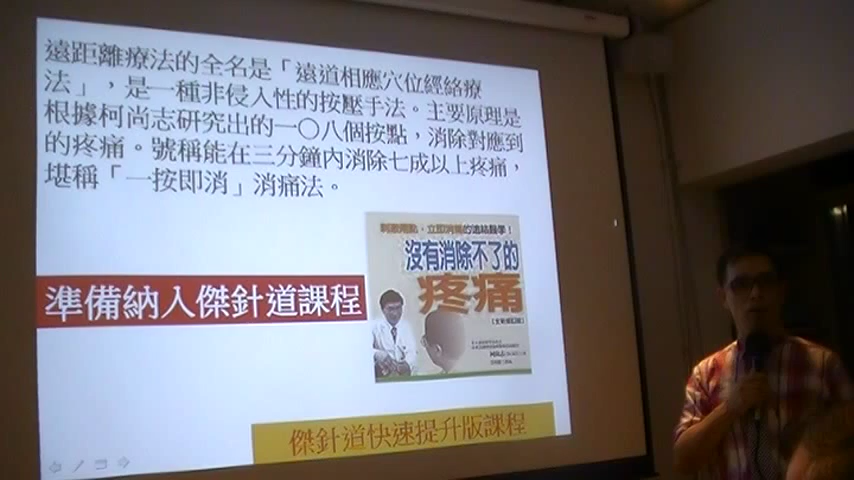 遠距離療法的全名是「遠道相應穴位經絡療
法」，是一種非侵入性的按壓手法。主要原理是
根據柯尚志研究出的一〇八個按點，消除對應到
的疼痛。號稱能在三分鐘內消除七成以上疼痛，
堪稱「一按即消」消痛法。
沒有消除不了的
疼痛
準備納入傑針道課程
傑針道快速提升版課程